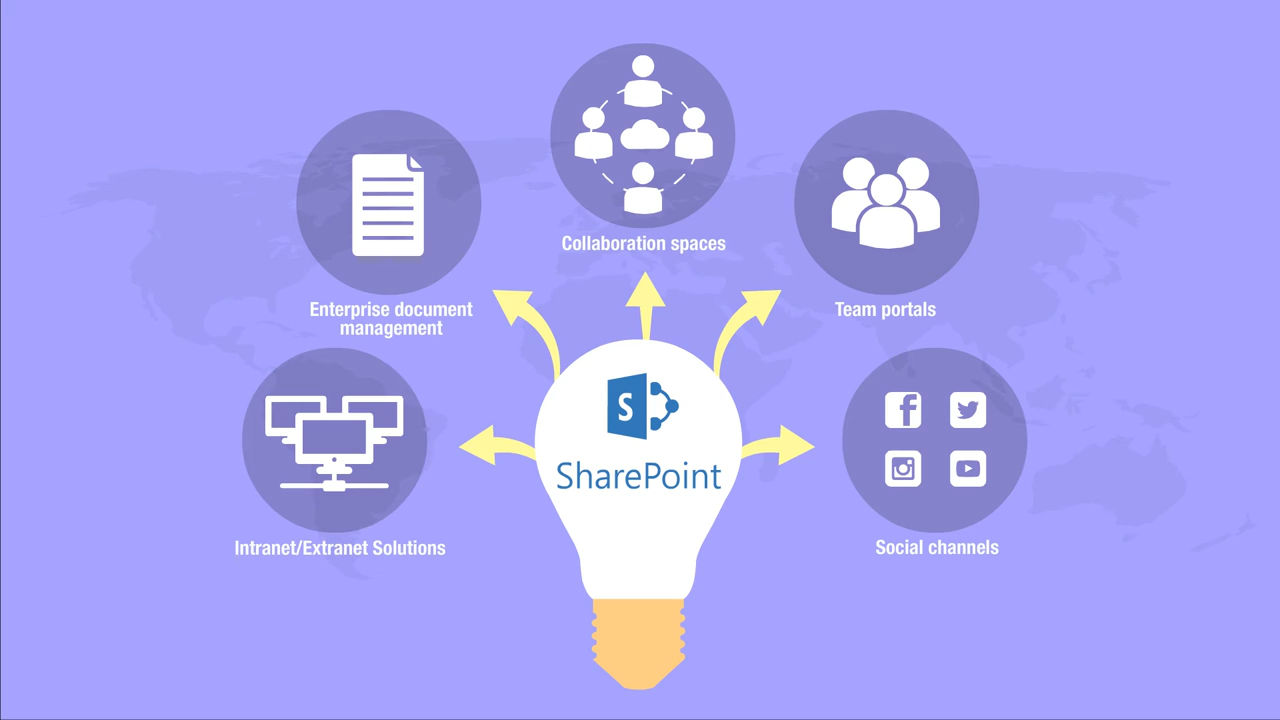 Collaboration spaces
Enterprise document
management
Team portals
S
SharePoint
Intranet/Extranet Solutions
Social channels